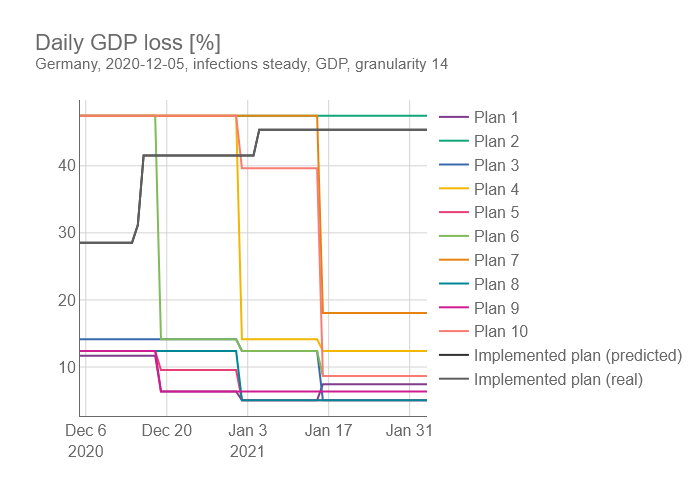 Daily GDP loss [%]
Germany, 2020-12-05, infections steady, GDP, granularity 14
40
30
20
10
Dec 6
2020
Dec 20
Jan 3
2021
Jan 17
Jan 31
Plan 1
Plan 2
Plan 3
Plan 4
Plan 5
Plan 6
Plan 7
Plan 8
Plan 9
Plan 10
Implemented plan (predicted)
Implemented plan (real)